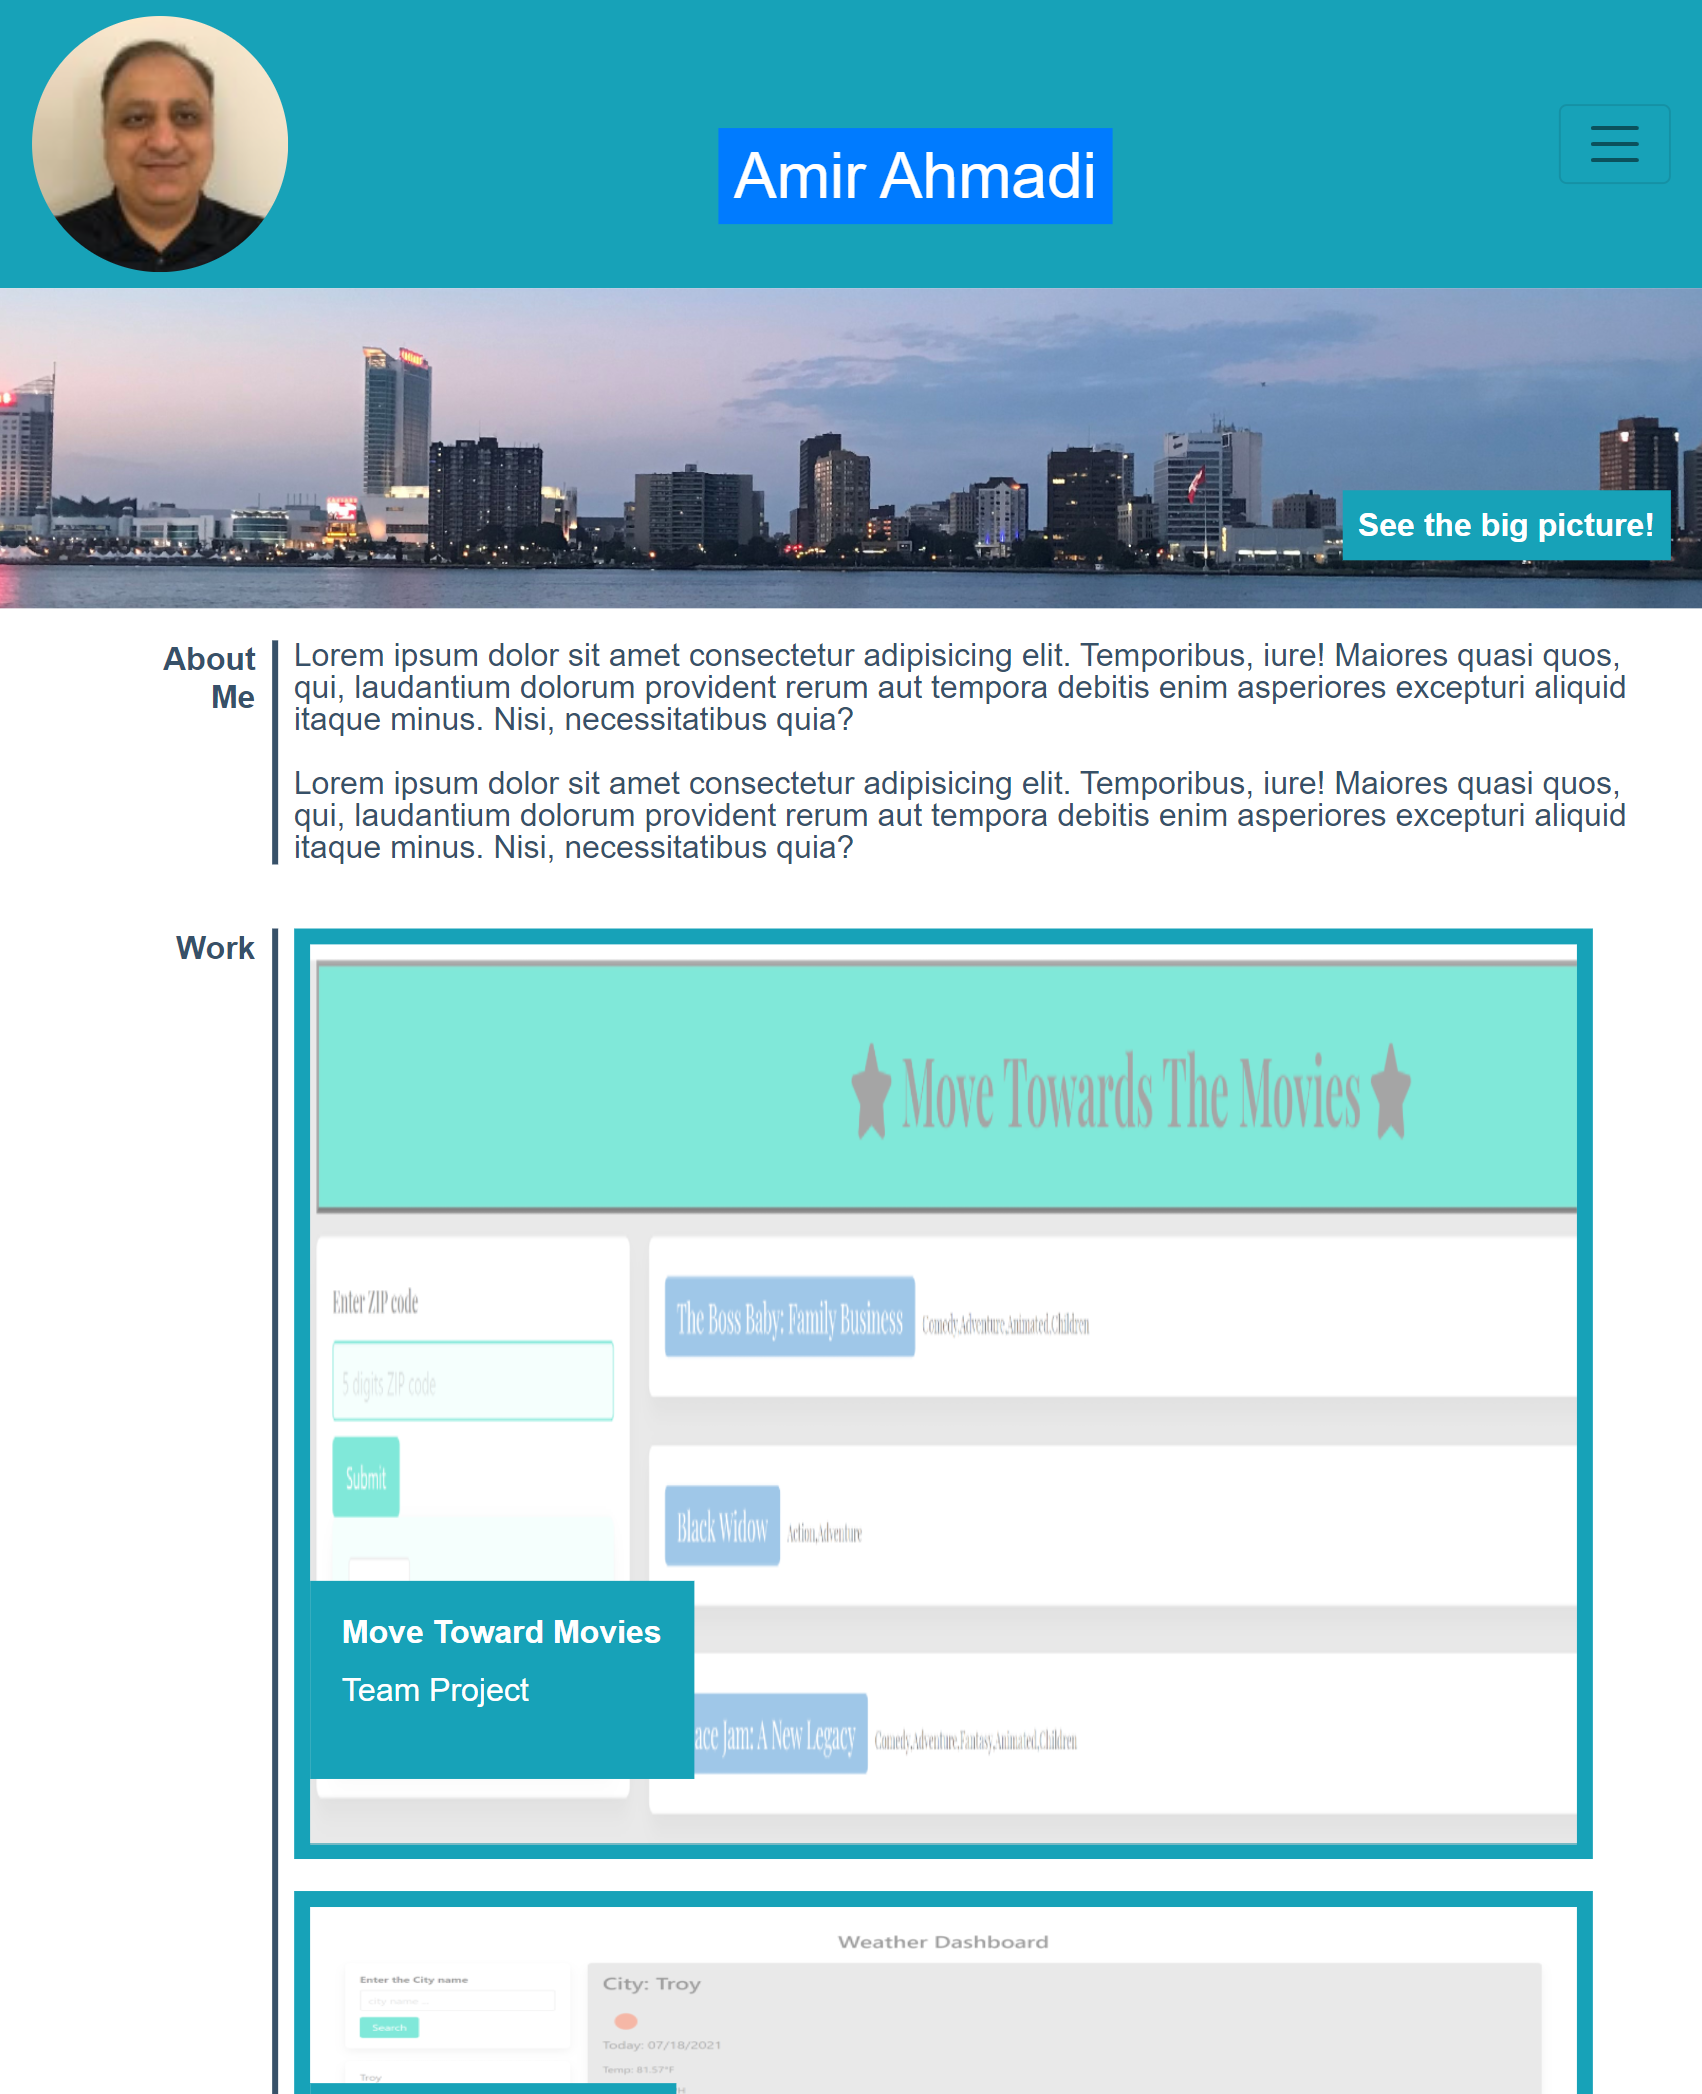 Amir Ahmadi
CAESARS
See the big picture!
About
Me
Lorem ipsum dolor sit amet consectetur adipisicing elit. Temporibus, iure! Maiores quasi quos,
qui, laudantium dolorum provident rerum aut tempora debitis enim asperiores excepturi aliquid
itaque minus. Nisi, necessitatibus quia?
Lorem ipsum dolor sit amet consectetur adipisicing elit. Temporibus, iure! Maiores quasi quos,
qui, laudantium dolorum provident rerum aut tempora debitis enim asperiores excepturi aliquid
itaque minus. Nisi, necessitatibus quia?
Work
Move Towards The Movies
Enter ZIP code
5 digits ZIP code
Submit
The Boss Baby: Family Business Comedy,Adventure,Animated,Children
Black Widow Action,Adventure
ace Jam: A New Legacy Comedy,Adventure,Fantasy,Animated,Children
Move Toward Movies
Team Project
Weather Dashboard
Enter the City name
city name ...
Search
Troy
City: Troy
Today: 07/18/2021
Temp: 81.57°F
H